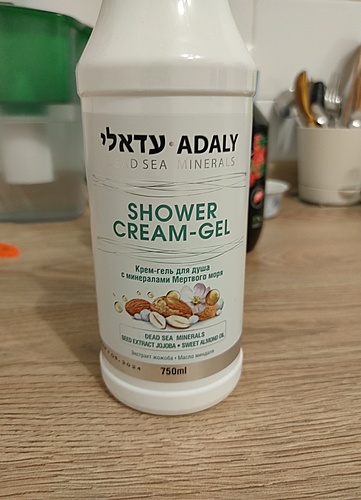 עדאלי ADALY
DEAD SEA MINERALS
SHOWER
CREAM-GEL
Крем-гель для душа
с минералами Мертвого моря
DEAD SEA MINERALS
SEED EXTRACT JOJOBA • SWEET ALMOND OIL
Экстракт жожоба • Масло миндаля
750ml